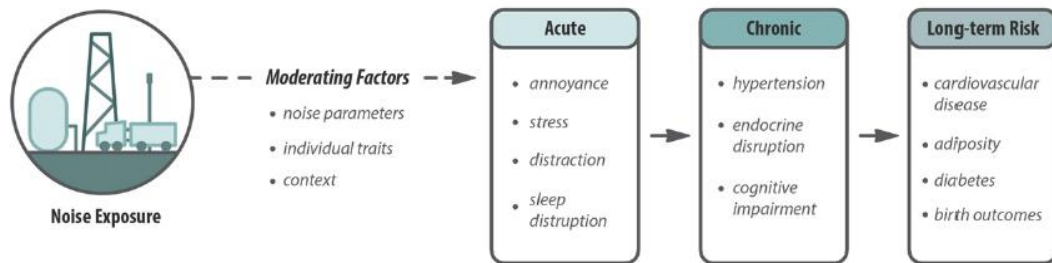 Noise Exposure
Moderating Factors
• noise parameters
• individual traits
• context
Acute
• annoyance
• stress
• distraction
• sleep
distruption
Chronic
• hypertension
• endocrine
disruption
• cognitive
impairment
Long-term Risk
• cardiovascular
disease
• adiposity
• diabetes
• birth outcomes